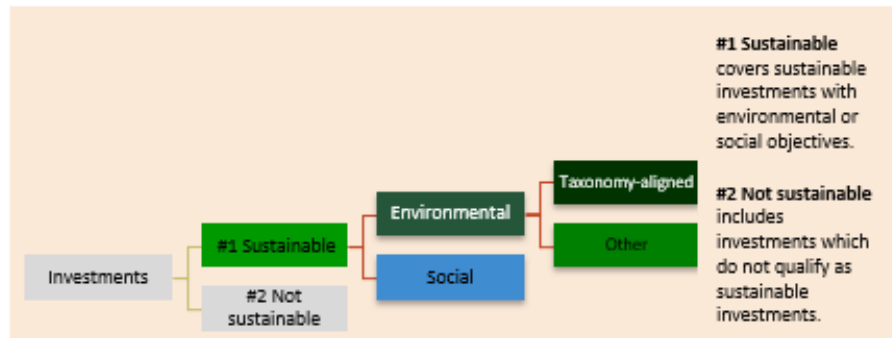 Investments
#1 Sustainable
#2 Not
sustainable
Environmental
Social
Taxonomy-aligned
Other
#1 Sustainable
covers sustainable
investments with
environmental or
social objectives.
#2 Not sustainable
includes
investments which
do not qualify as
sustainable
investments.